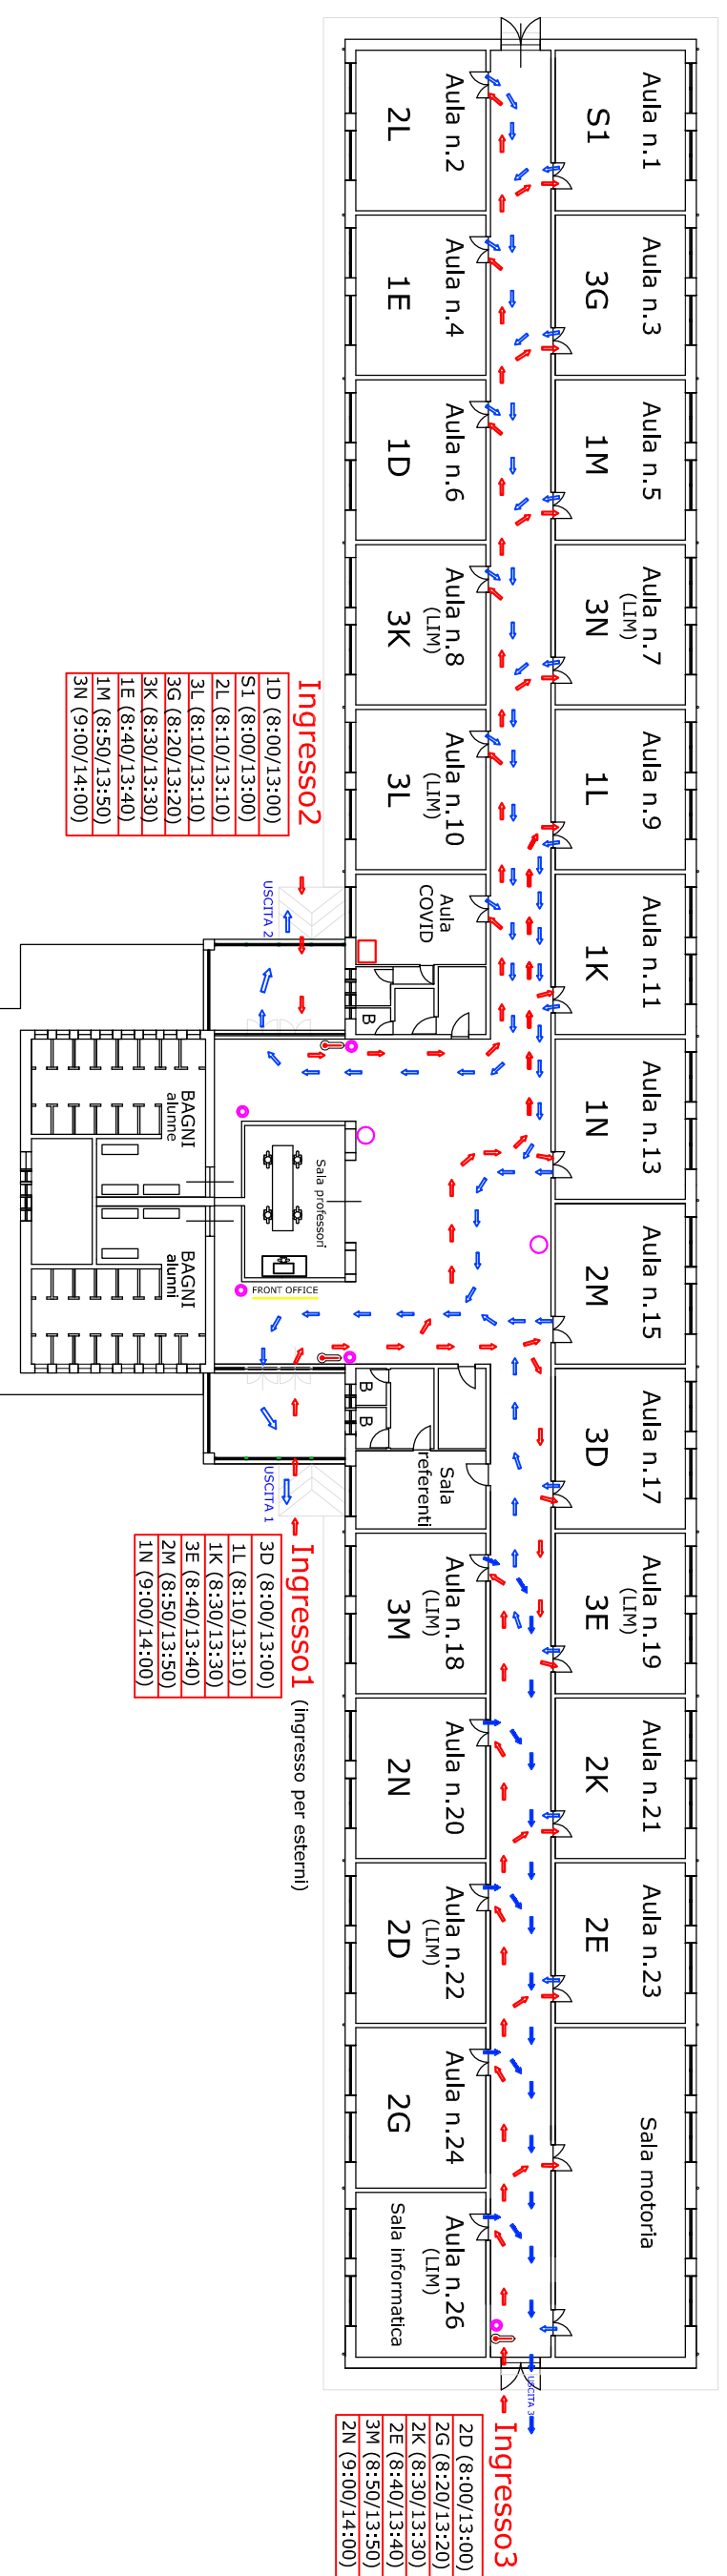 Aula n.1
S1
Aula n.3
3G
Aula n.5
1M
Aula n.7
(LIM)
3N
Aula n.9
1L
Aula n.11
1K
Aula n.13
1N
Aula n.15
2M
Aula n.17
3D
Aula n.19
(LIM)
3E
Aula n.21
2K
Aula n.23
2E
Sala motoria
Aula n.2
2L
Aula n.4
1E
Aula n.6
1D
Aula n.8
(LIM)
3K
Aula n.10
(LIM)
3L
Aula
COVID
B
B
B
Sala
referenti
Aula n.18
(LIM)
3M
Aula n.20
2N
Aula n.22
(LIM)
2D
Aula n.24
2G
Aula n.26
(LIM)
Sala informatica
USCITA 3
Sala professori
FRONT OFFICE
BAGNI
alunne
BAGNI
alunni
USCITA 2
USCITA 1
Ingresso2
1D (8:00/13:00)
S1 (8:00/13:00)
2L (8:10/13:10)
3L (8:10/13:10)
3G (8:20/13:20)
3K (8:30/13:30)
1E (8:40/13:40)
1M (8:50/13:50)
3N (9:00/14:00)
Ingresso1 (ingresso per esterni)
3D (8:00/13:00)
1L (8:10/13:10)
1K (8:30/13:30)
3E (8:40/13:40)
2M (8:50/13:50)
1N (9:00/14:00)
Ingresso3
2D (8:00/13:00)
2G (8:20/13:20)
2K (8:30/13:30)
2E (8:40/13:40)
3M (8:50/13:50)
2N (9:00/14:00)